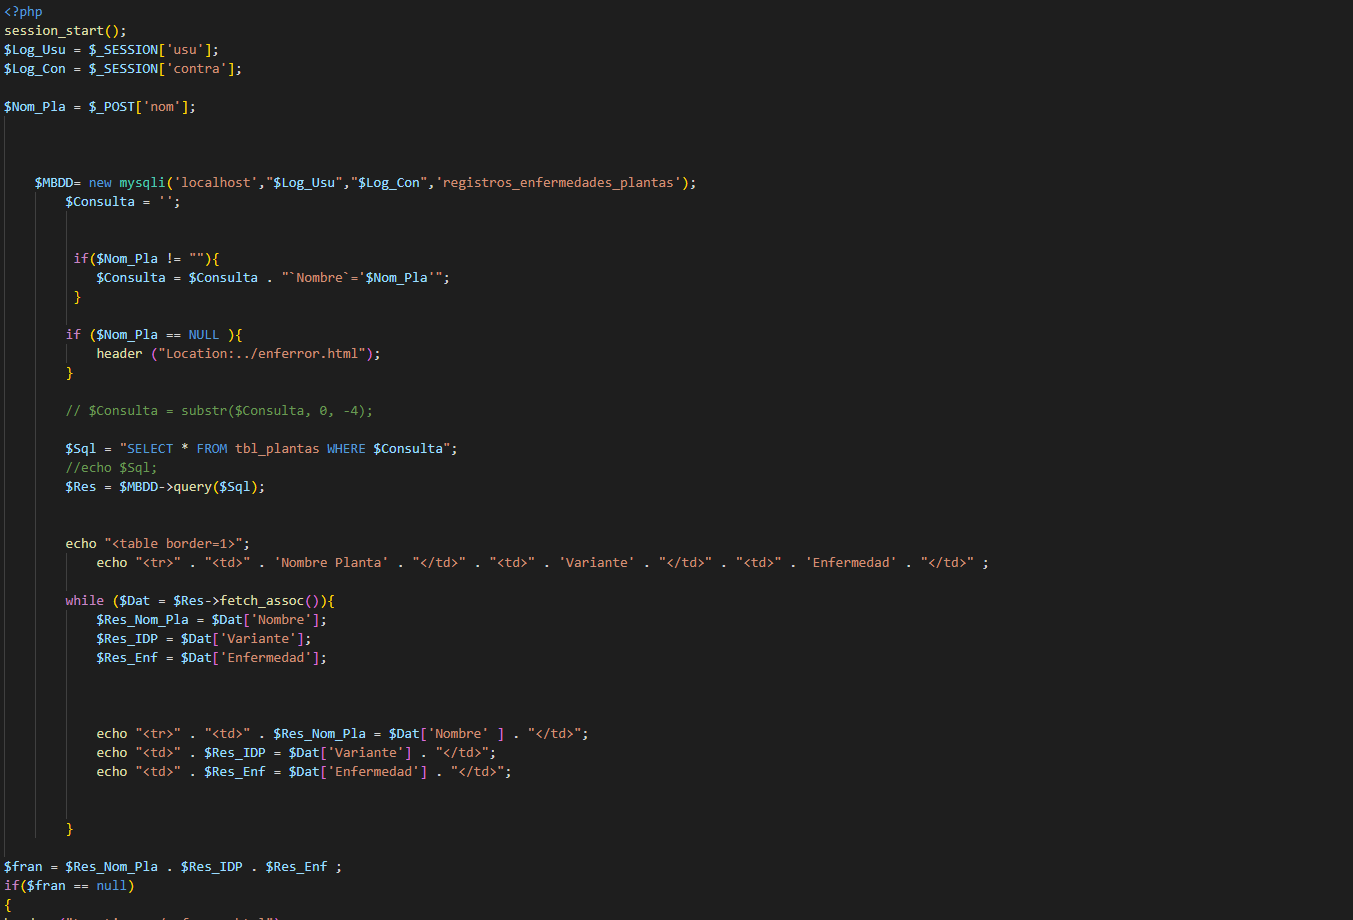 <?php
session_start();
$Log_Usu = $_SESSION['usu'];
$Log_Con = $_SESSION['contra'];
$Nom_Pla = $_POST['nom'];
$MBDD= new mysqli('localhost',"$Log_Usu","$Log_Con",'registros_enfermedades_plantas');
$Consulta = '';
if($Nom_Pla != ""){
$Consulta = $Consulta . "`Nombre`='$Nom_Pla'";
}
if ($Nom_Pla == NULL ){
header ("Location:../enferror.html");
}
// $Consulta = substr($Consulta, 0, -4);
$Sql = "SELECT * FROM tbl_plantas WHERE $Consulta";
//echo $Sql;
$Res = $MBDD->query($Sql);
echo "<table border=1>";
echo "<tr>" . "<td>" . 'Nombre Planta' . "</td>" . "<td>" . 'Variante' . "</td>" . "<td>" . 'Enfermedad' . "</td>" ;
while ($Dat = $Res->fetch_assoc()){
$Res_Nom_Pla = $Dat['Nombre'];
$Res_IDP = $Dat['Variante'];
$Res_Enf = $Dat['Enfermedad'];
echo "<tr>" . "<td>" . $Res_Nom_Pla = $Dat['Nombre' ] . "</td>";
echo "<td>" . $Res_IDP = $Dat['Variante'] . "</td>";
echo "<td>" . $Res_Enf = $Dat['Enfermedad'] . "</td>";
}
$fran = $Res_Nom_Pla . $Res_IDP . $Res_Enf ;
if($fran == null)
{